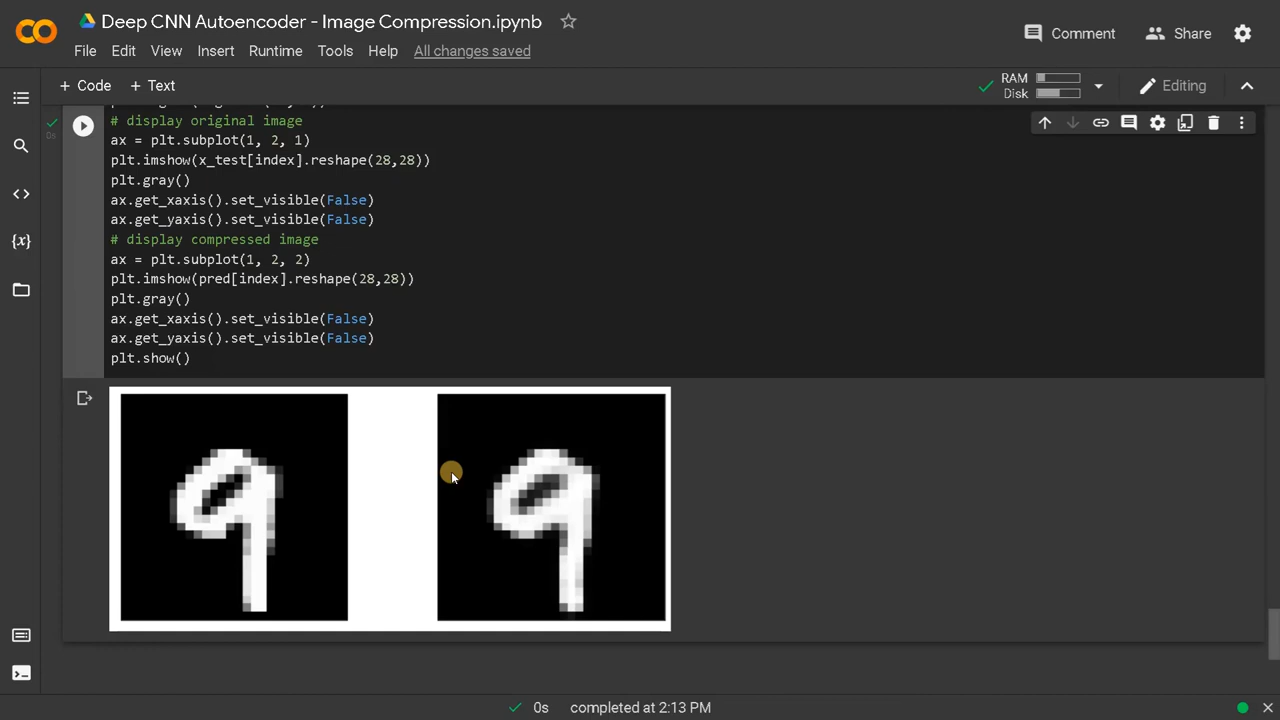 Deep CNN Autoencoder - Image Compression.ipynb
File Edit View Insert Runtime Tools Help All changes saved
Comment Share
+ Code + Text
RAM
Disk
Editing
# display original image
ax = plt.subplot(1, 2, 1)
plt.imshow(x_test[index].reshape(28,28))
plt.gray()
ax.get_xaxis().set_visible(False)
ax.get_yaxis().set_visible(False)
# display compressed image
ax = plt.subplot(1, 2, 2)
plt.imshow(pred[index].reshape(28,28))
plt.gray()
ax.get_xaxis().set_visible(False)
ax.get_yaxis().set_visible(False)
plt.show()
0s
9 9
0s completed at 2:13 PM